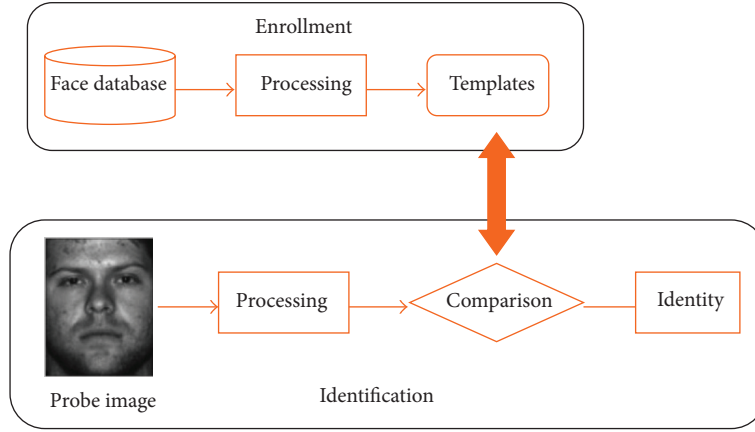 Enrollment
Face database
Processing
Templates
Processing
Comparison
Identity
Probe image
Identification